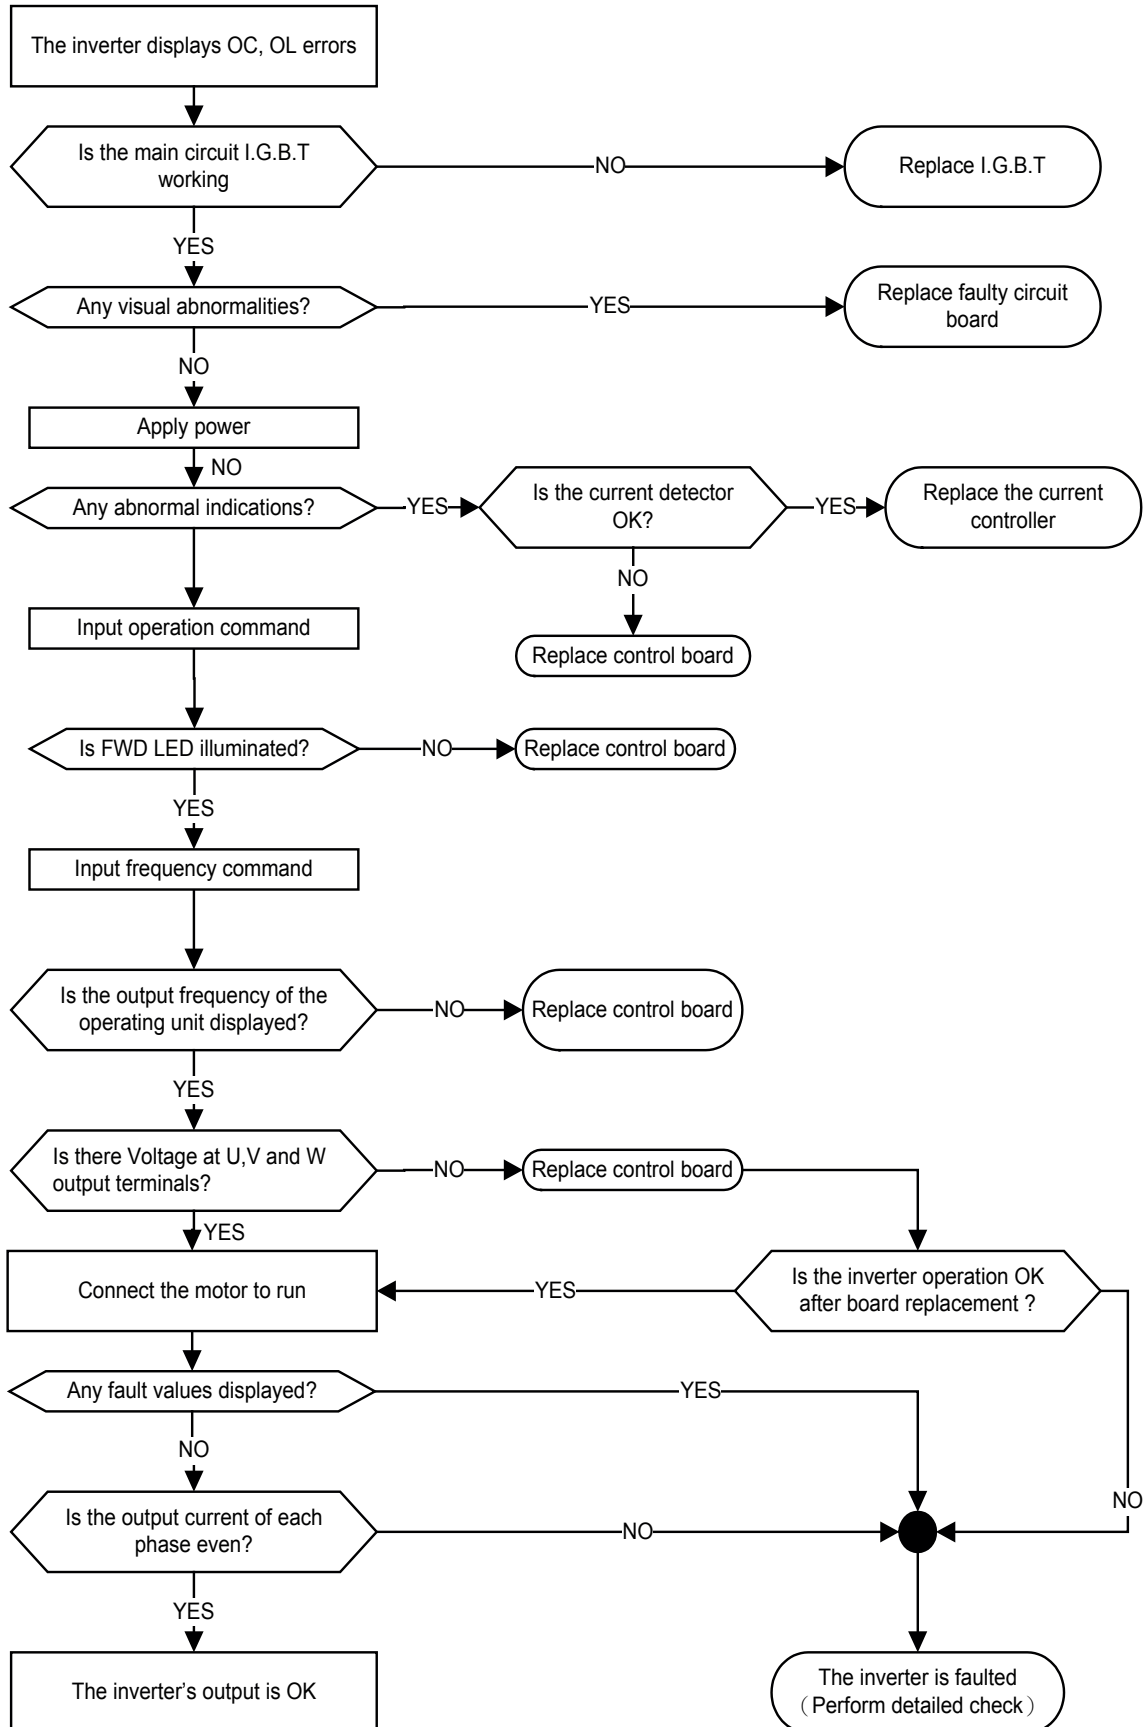 The inverter displays OC, OL errors
Is the main circuit I.G.B.T
working
NO
Replace I.G.B.T
YES
Any visual abnormalities?
YES
Replace faulty circuit
board
NO
Apply power
NO
Any abnormal indications?
YES
Is the current detector
OK?
YES
Replace the current
controller
NO
Replace control board
Input operation command
Is FWD LED illuminated?
NO
Replace control board
YES
Input frequency command
Is the output frequency of the
operating unit displayed?
NO
Replace control board
YES
Is there Voltage at U,V and W
output terminals?
NO
Replace control board
YES
Connect the motor to run
YES
Is the inverter operation OK
after board replacement ?
Any fault values displayed?
YES
NO
NO
Is the output current of each
phase even?
NO
YES
The inverter's output is OK
The inverter is faulted
（Perform detailed check）